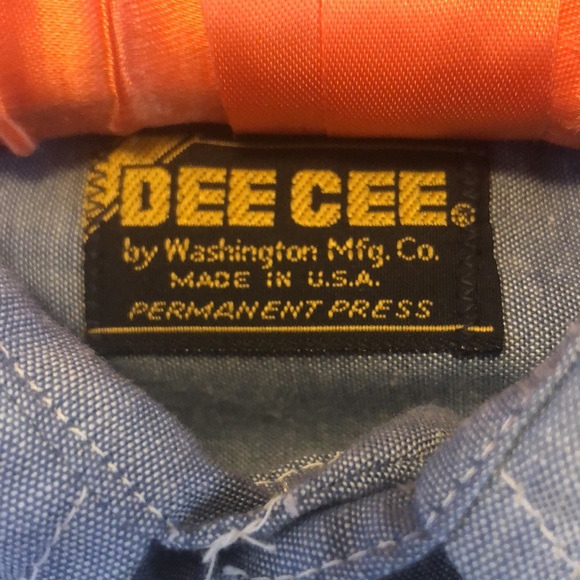 DEE CEE®
by Washington Mfg. Co.
MADE IN U.S.A.
PERMANENT PRESS